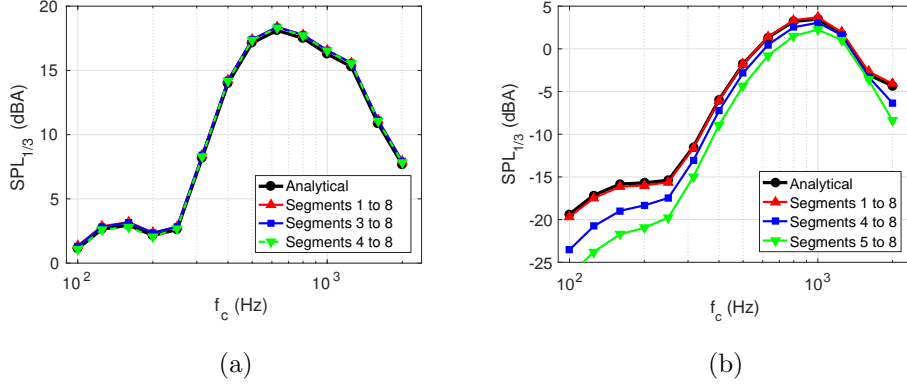 20
15
10
5
0
SPL1/3 (dBA)
Analytical
Segments 1 to 8
Segments 3 to 8
Segments 4 to 8
10^2
10^3
f_c (Hz)
(a)
5
0
-5
-10
-15
-20
-25
SPL1/3 (dBA)
Analytical
Segments 1 to 8
Segments 4 to 8
Segments 5 to 8
10^2
10^3
f_c (Hz)
(b)